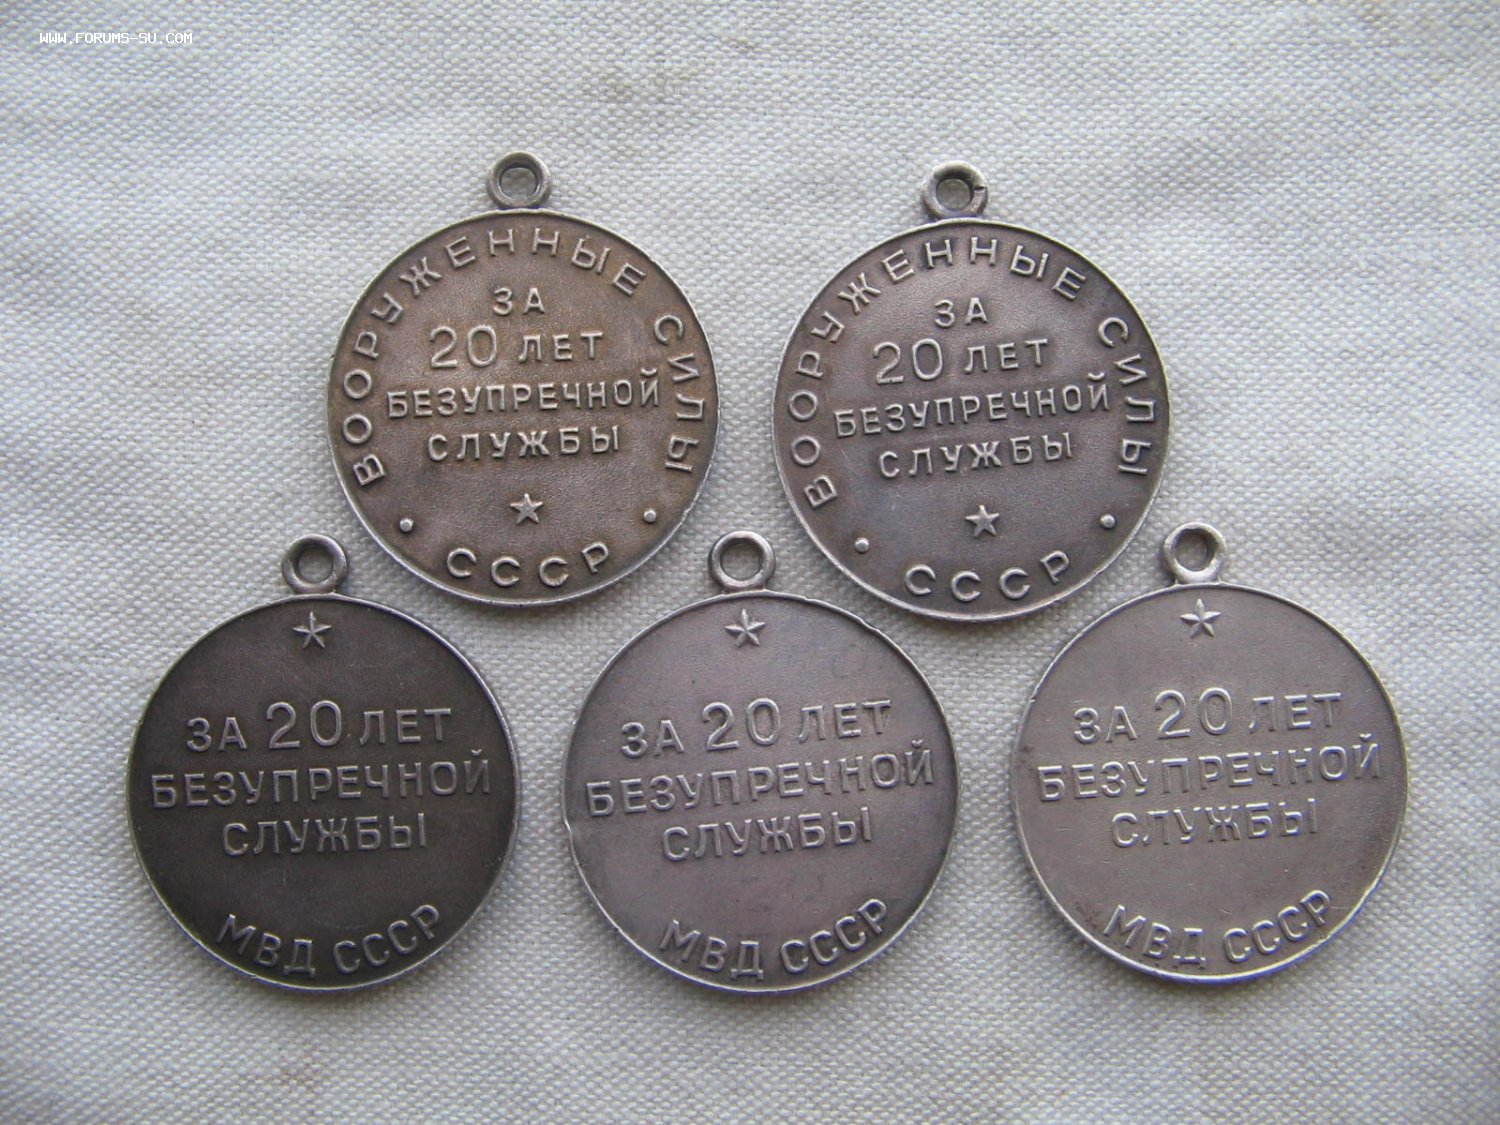 WWW.FORUMS-SU.COM
ВООРУЖЕННЫЕ СИЛЫ
ЗА
20 ЛЕТ
БЕЗУПРЕЧНОЙ
СЛУЖБЫ
СССР
ВООРУЖЕННЫЕ СИЛЫ
ЗА
20 ЛЕТ
БЕЗУПРЕЧНОЙ
СЛУЖБЫ
СССР
ЗА 20 ЛЕТ
БЕЗУПРЕЧНОЙ
СЛУЖБЫ
МВД СССР
ЗА 20 ЛЕТ
БЕЗУПРЕЧНОЙ
СЛУЖБЫ
МВД СССР
ЗА 20 ЛЕТ
БЕЗУПРЕЧНОЙ
СЛУЖБЫ
МВД СССР